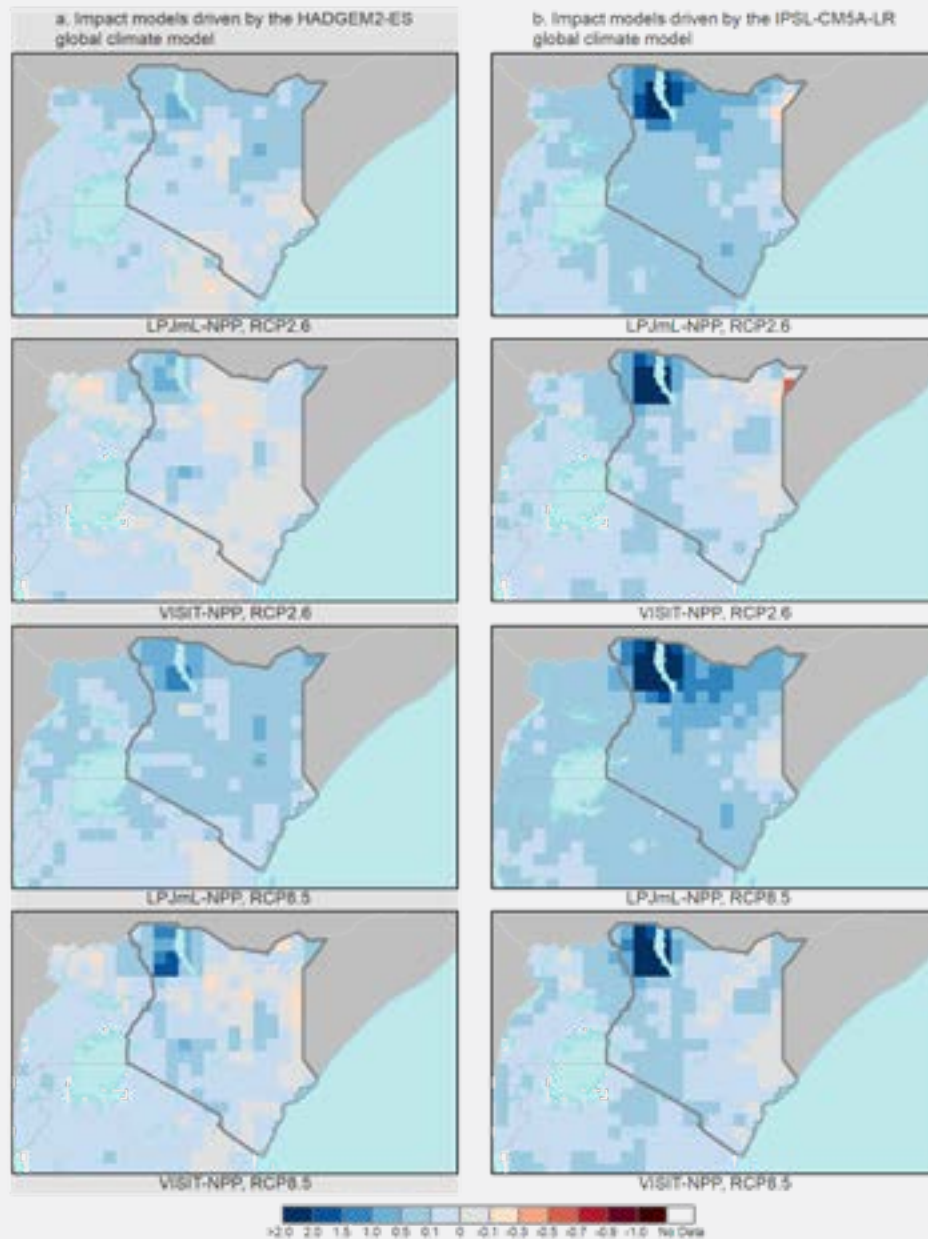 a. Impact models driven by the HADGEM2-ES
global climate model
b. Impact models driven by the IPSL-CM5A-LR
global climate model
LPJmL-NPP, RCP2.6
LPJmL-NPP, RCP2.6
VISIT-NPP, RCP2.6
VISIT-NPP, RCP2.6
LPJmL-NPP, RCP8.5
LPJmL-NPP, RCP8.5
VISIT-NPP, RCP8.5
VISIT-NPP, RCP8.5
>2.0 2.0 1.5 1.0 0.5 0.1 0 -0.1 -0.3 -0.5 -0.7 -0.9 >-1.0 No Data